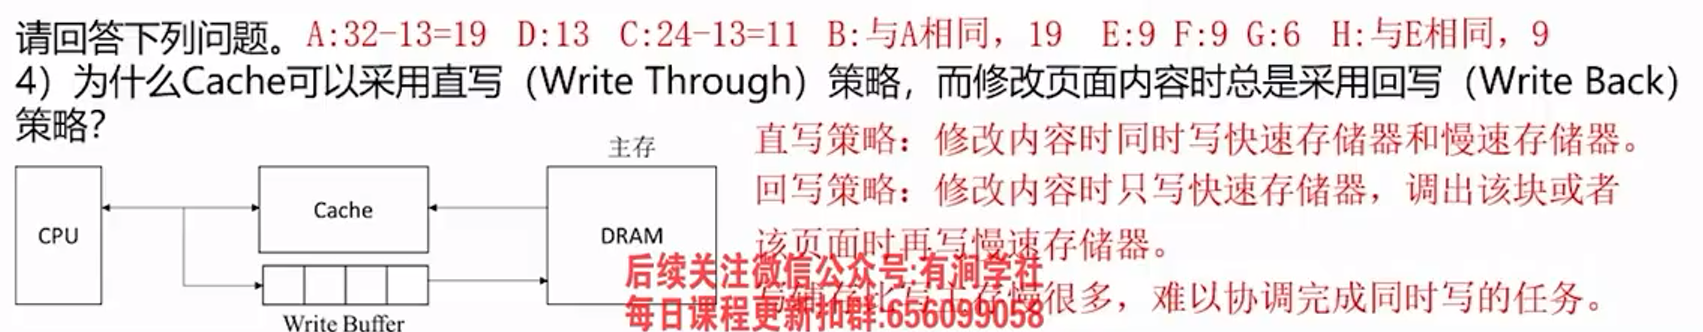 请回答下列问题。A:32-13=19 D:13 C:24-13=11 B:与A相同，19 E:9 F:9 G:6 H:与E相同，9
4）为什么Cache可以采用直写（Write Through）策略，而修改页面内容时总是采用回写（Write Back）
策略？
直写策略：修改内容时同时写快速存储器和慢速存储器。
回写策略：修改内容时只写快速存储器，调出该块或者
该页面时再写慢速存储器。
慢很多，难以协调完成同时写的任务。
主存
CPU
Cache
DRAM
Write Buffer
后续关注微信公众号:有涧学社
每日课程更新扣群:656099058